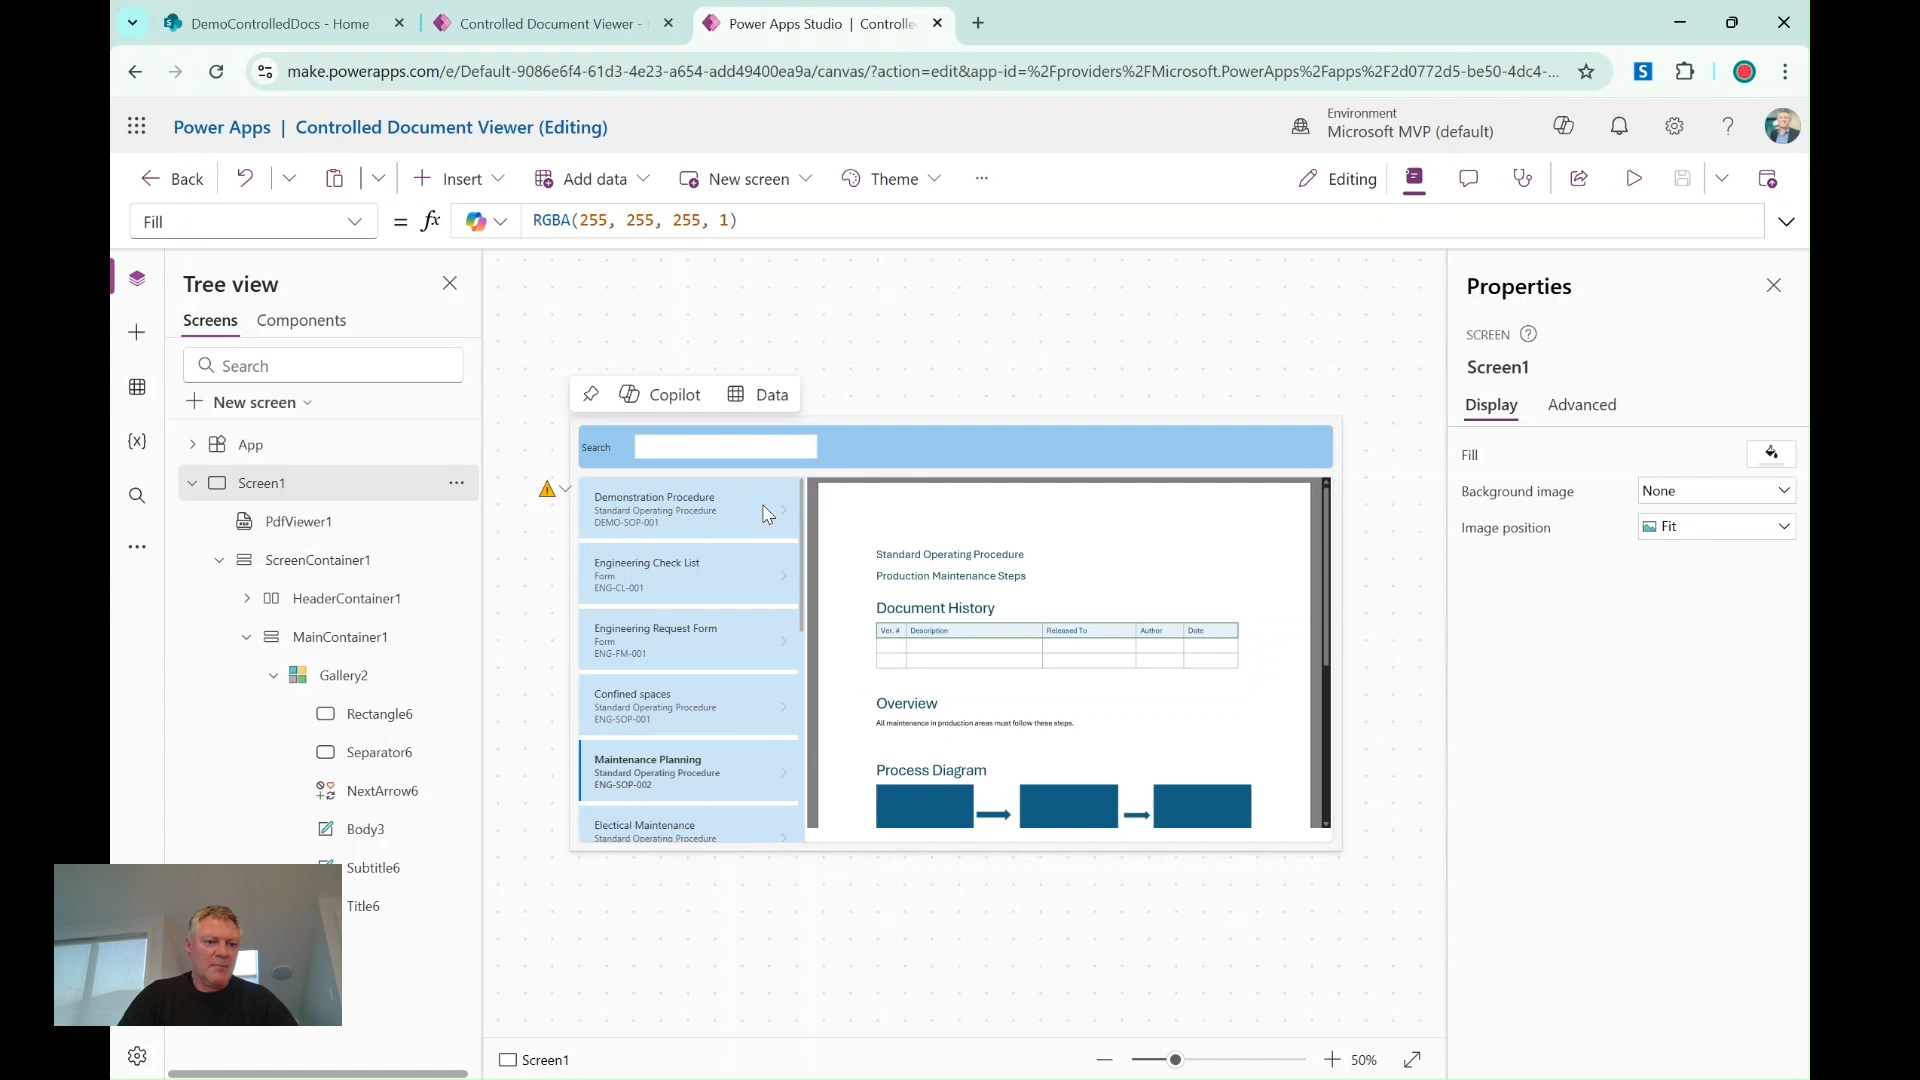 DemoControlledDocs - Home
Controlled Document Viewer -
Power Apps Studio | Controlle
make.powerapps.com/e/Default-9086e6f4-61d3-4e23-a654-add49400ea9a/canvas/?action=edit&app-id=%2Fproviders%2FMicrosoft.PowerApps%2Fapps%2F2d0772d5-be50-4dc4-...
S
Power Apps | Controlled Document Viewer (Editing)
Environment
Microsoft MVP (default)
Back
Insert
Add data
New screen
Theme
...
Editing
Fill
= fx
RGBA(255, 255, 255, 1)
Tree view
Screens
Components
Search
New screen
App
Screen1
...
PdfViewer1
ScreenContainer1
HeaderContainer1
MainContainer1
Gallery2
Rectangle6
Separator6
NextArrow6
Body3
Subtitle6
Title6
Copilot
Data
Search
Demonstration Procedure
Standard Operating Procedure
DEMO-SOP-001
Engineering Check List
Form
ENG-CL-001
Engineering Request Form
Form
ENG-FM-001
Confined spaces
Standard Operating Procedure
ENG-SOP-001
Maintenance Planning
Standard Operating Procedure
ENG-SOP-002
Electical Maintenance
Standard Operating Procedure
Standard Operating Procedure
Production Maintenance Steps
Document History
Ver. # Description Released To Author Date
Overview
All maintenance in production areas must follow these steps.
Process Diagram
Properties
SCREEN
Screen1
Display
Advanced
Fill
Background image
None
Image position
Fit
Screen1
50%